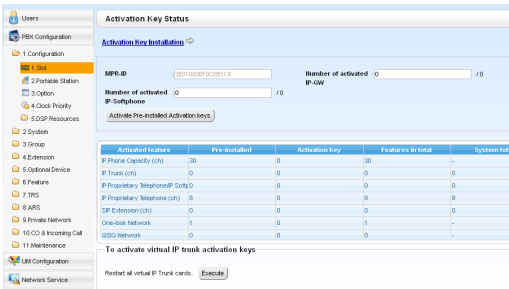 Users
PBX Configuration
1.Configuration
1.Slot
2.Portable Station
3.Option
4.Clock Priority
5.DSP Resources
2.System
3.Group
4.Extension
5.Optional Device
6.Feature
7.TRS
8.ARS
9.Private Network
10.CO & Incoming Call
11.Maintenance
UM Configuration
Network Service
Activation Key Status
Activation Key Installation
MPR-ID :
Number of activated IP-GW :0 / 0
Number of activated IP-Softphone :0 / 0
Activate Pre-installed Activation keys
Activated feature Pre-installed Activation key Features in total System tot
IP Phone Capacity (ch) 30 0 30 -
IP Trunk (ch) 0 0 0 0
IP Proprietary Telephone/IP Softp 0 0 0 0
IP Proprietary Telephone (ch) 8 0 8 8
SIP Extension (ch) 0 0 0 0
One-look Network 1 0 1 -
QSIG Network 0 0 0 -
To activate virtual IP trunk activation keys
Restart all virtual IP Trunk cards. Execute